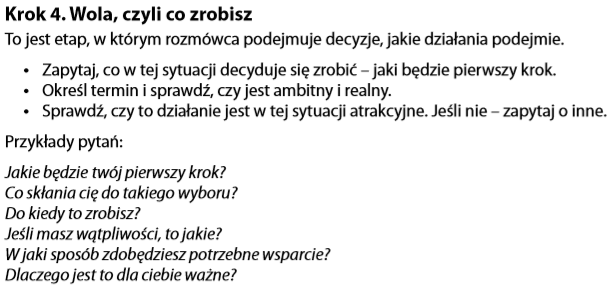 Krok 4. Wola, czyli co zrobisz
To jest etap, w którym rozmówca podejmuje decyzje, jakie działania podejmie.
• Zapytaj, co w tej sytuacji decyduje się zrobić – jaki będzie pierwszy krok.
• Określ termin i sprawdź, czy jest ambitny i realny.
• Sprawdź, czy to działanie jest w tej sytuacji atrakcyjne. Jeśli nie – zapytaj o inne.
Przykłady pytań:
Jakie będzie twój pierwszy krok?
Co skłania cię do takiego wyboru?
Do kiedy to zrobisz?
Jeśli masz wątpliwości, to jakie?
W jaki sposób zdobędziesz potrzebne wsparcie?
Dlaczego jest to dla ciebie ważne?